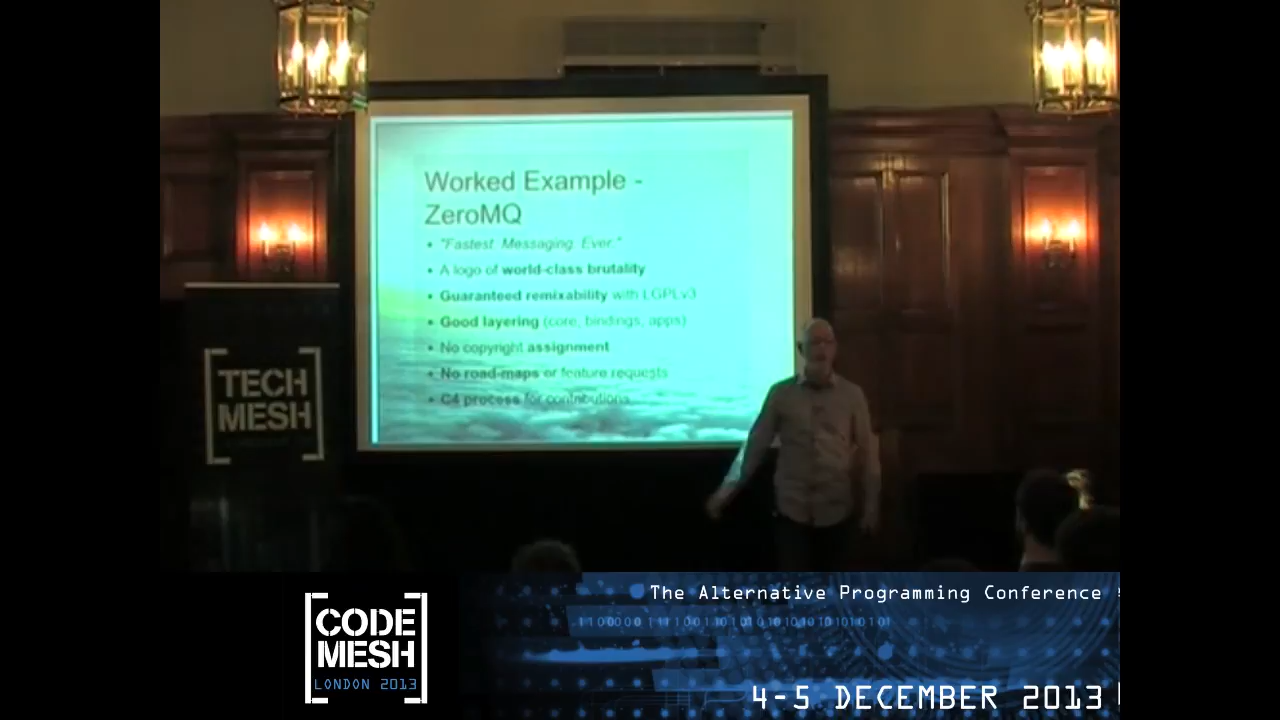 Worked Example -
ZeroMQ
• "Fastest. Messaging. Ever."
• A logo of world-class brutality
• Guaranteed remixability with LGPLv3
• Good layering (core, bindings, apps)
• No copyright assignment
• No road-maps or feature requests
• C4 process for contributions
[TECH
MESH]
[CODE
MESH]
LONDON 2013
The Alternative Programming Conference
4-5 DECEMBER 2013